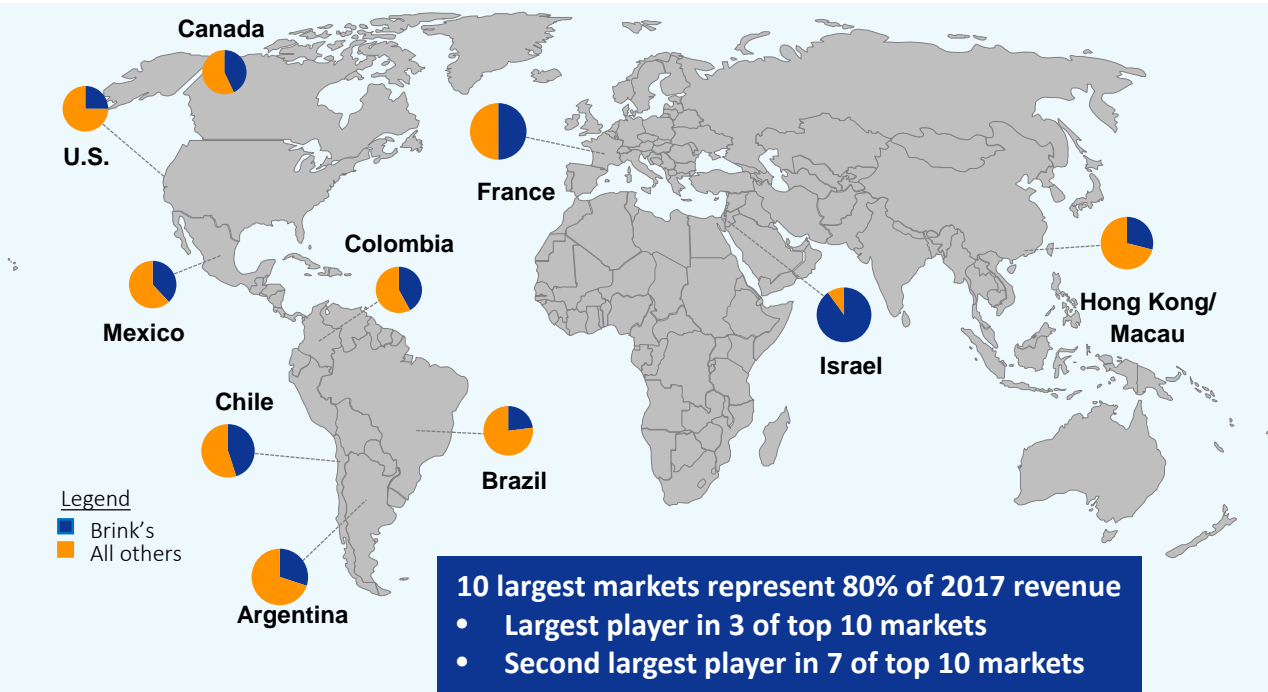 Canada
U.S.
France
Colombia
Mexico
Hong Kong/
Macau
Israel
Chile
Brazil
Legend
Brink’s
All others
Argentina
10 largest markets represent 80% of 2017 revenue
• Largest player in 3 of top 10 markets
• Second largest player in 7 of top 10 markets